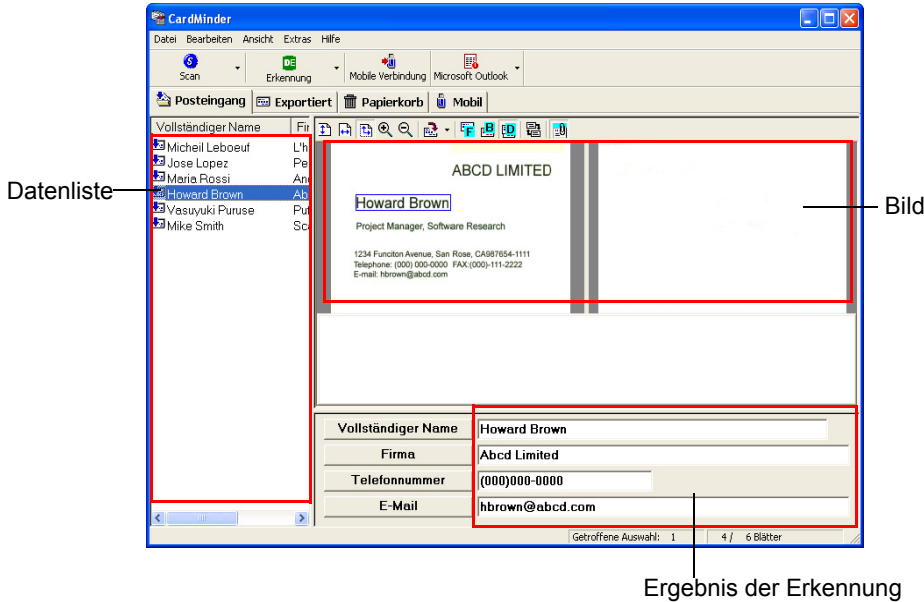 CardMinder
Datei Bearbeiten Ansicht Extras Hilfe
S
DE
Scan Erkennung Mobile Verbindung Microsoft Outlook
Posteingang Exportiert Papierkorb Mobil
Vollständiger Name Fir
F B D
Micheil Leboeuf L'h
Jose Lopez Pe
Maria Rossi An
Howard Brown Ab
Vasuyuki Puruse Put
Mike Smith Sc
Datenliste
ABCD LIMITED
Howard Brown
Project Manager, Software Research
1234 Funciton Avenue, San Rose, CA987654-1111
Telephone: (000) 000-0000 FAX:(000)-111-2222
E-mail: hbrown@abcd.com
Bild
Vollständiger Name Howard Brown
Firma Abcd Limited
Telefonnummer (000)000-0000
E-Mail hbrown@abcd.com
Getroffene Auswahl: 1 4 / 6 Blätter
Ergebnis der Erkennung